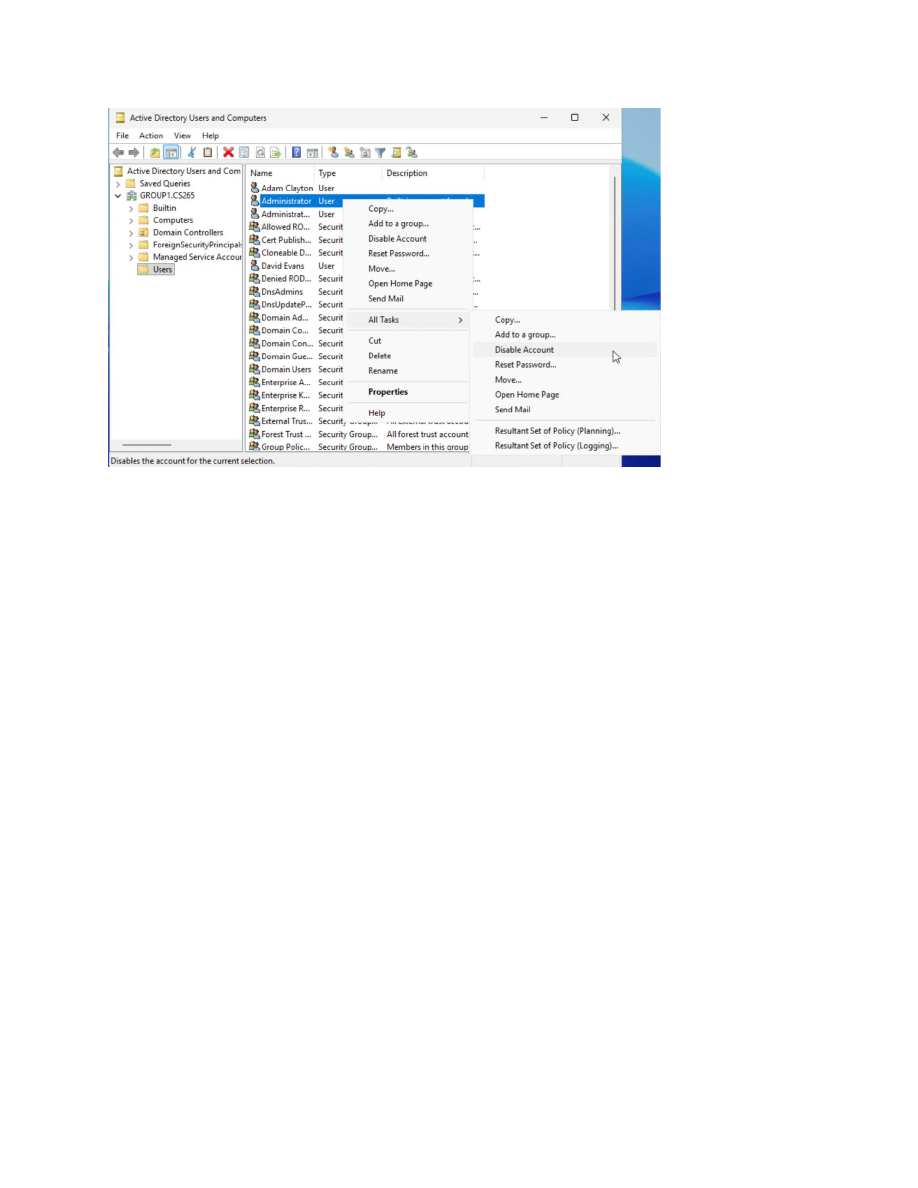 Active Directory Users and Computers
File Action View Help
Active Directory Users and Com
Saved Queries
GROUP1.CS265
Builtin
Computers
Domain Controllers
ForeignSecurityPrincipals
Managed Service Accour
Users
Name Type Description
Adam Clayton User
Administrator User
Administrat... User
Allowed RO... Securit
Cert Publish... Securit
Cloneable D... Securit
David Evans User
Denied ROD... Securit
DnsAdmins Securit
DnsUpdateP... Securit
Domain Ad... Securit
Domain Co... Securit
Domain Con... Securit
Domain Gue... Securit
Domain Users Securit
Enterprise A... Securit
Enterprise K... Securit
Enterprise R... Securit
External Trus... Security Group...
Forest Trust ... Security Group... All forest trust account
Group Polic... Security Group... Members in this group
Copy...
Add to a group...
Disable Account
Reset Password...
Move...
Open Home Page
Send Mail
All Tasks
Cut
Delete
Rename
Properties
Help
Copy...
Add to a group...
Disable Account
Reset Password...
Move...
Open Home Page
Send Mail
Resultant Set of Policy (Planning)...
Resultant Set of Policy (Logging)...
Disables the account for the current selection.